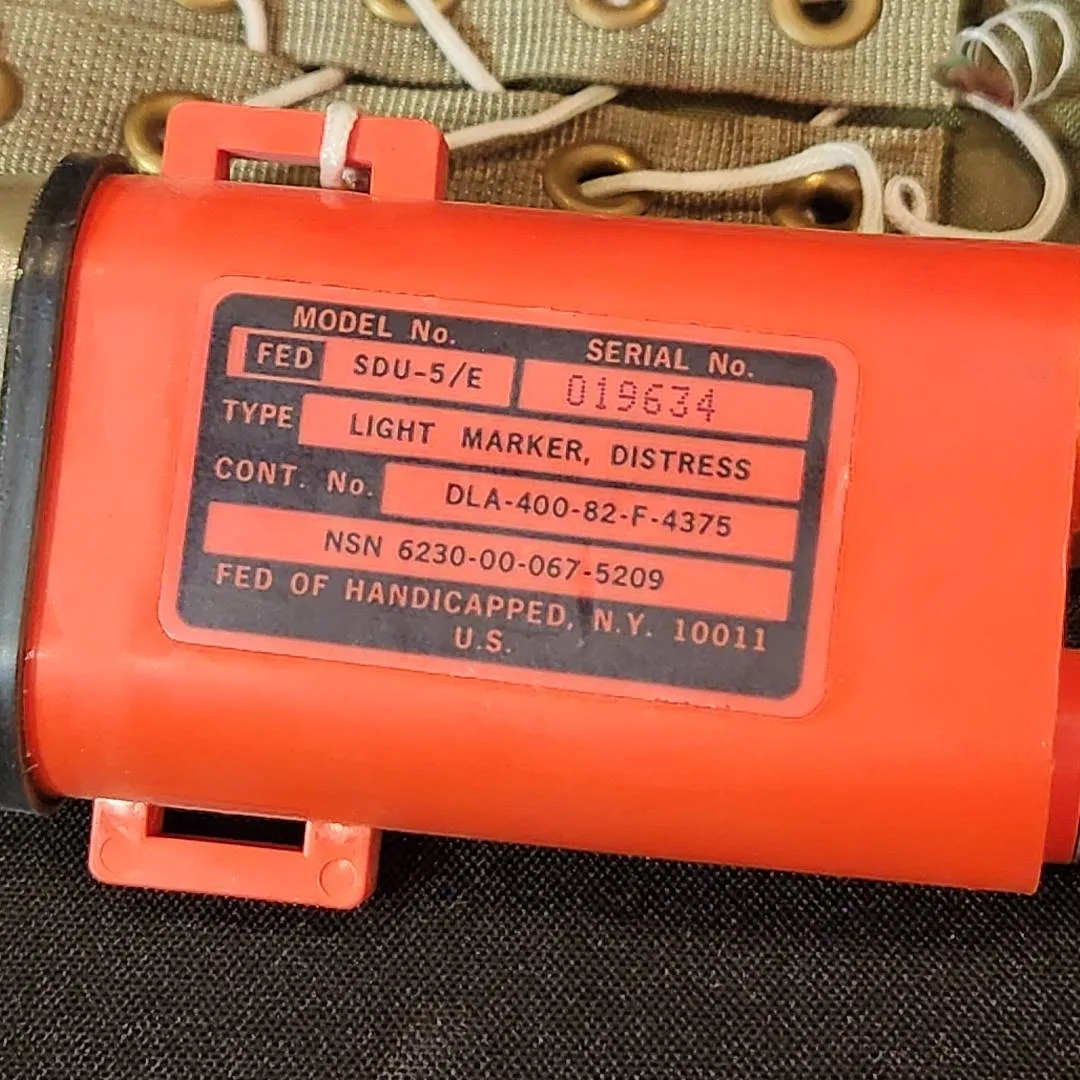 MODEL No. SERIAL No.
FED SDU-5/E 019634
TYPE LIGHT MARKER, DISTRESS
CONT. No. DLA-400-82-F-4375
NSN 6230-00-067-5209
FED OF HANDICAPPED, N.Y. 10011
U.S.